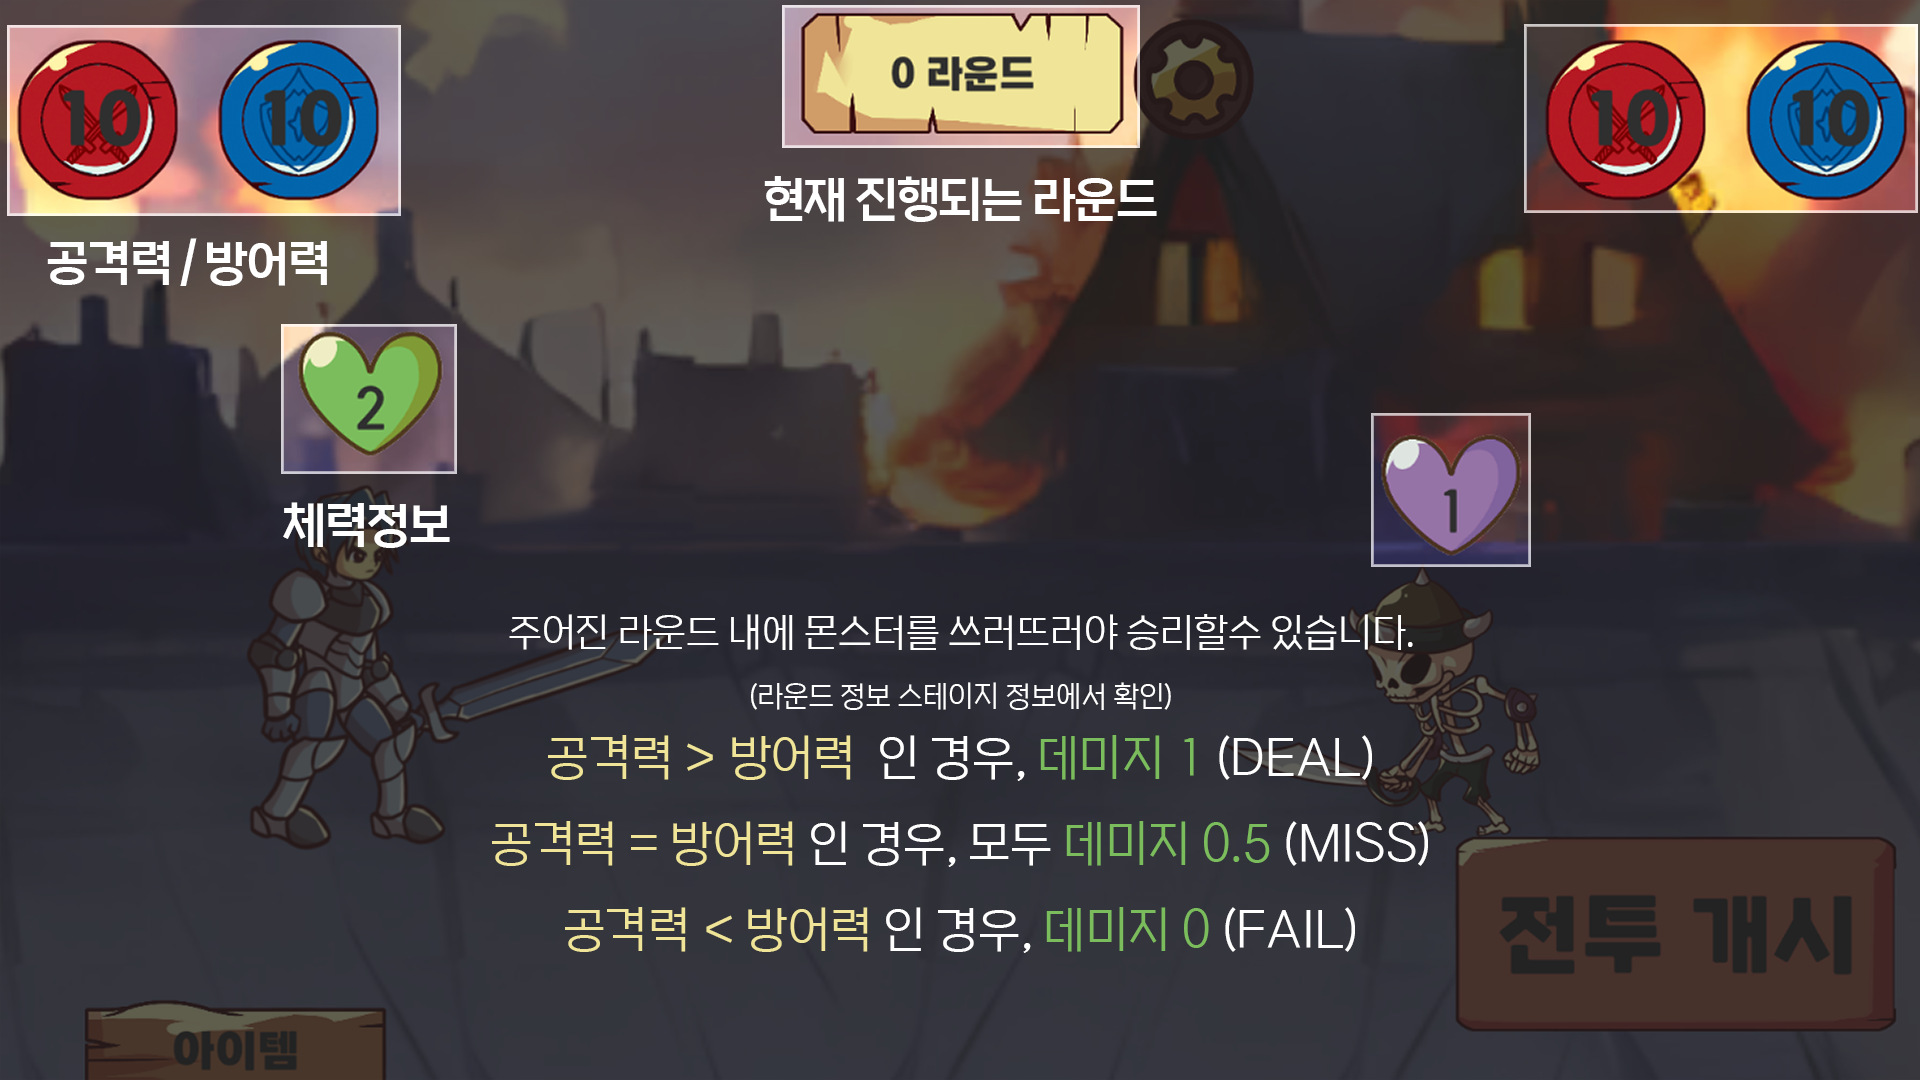 10 10
0 라운드
10 10
현재 진행되는 라운드
공격력 / 방어력
2
1
체력정보
주어진 라운드 내에 몬스터를 쓰러뜨러야 승리할수 있습니다.
(라운드 정보 스테이지 정보에서 확인)
공격력 > 방어력 인 경우, 데미지 1 (DEAL)
공격력 = 방어력 인 경우, 모두 데미지 0.5 (MISS)
공격력 < 방어력 인 경우, 데미지 0 (FAIL)
전투 개시
아이템